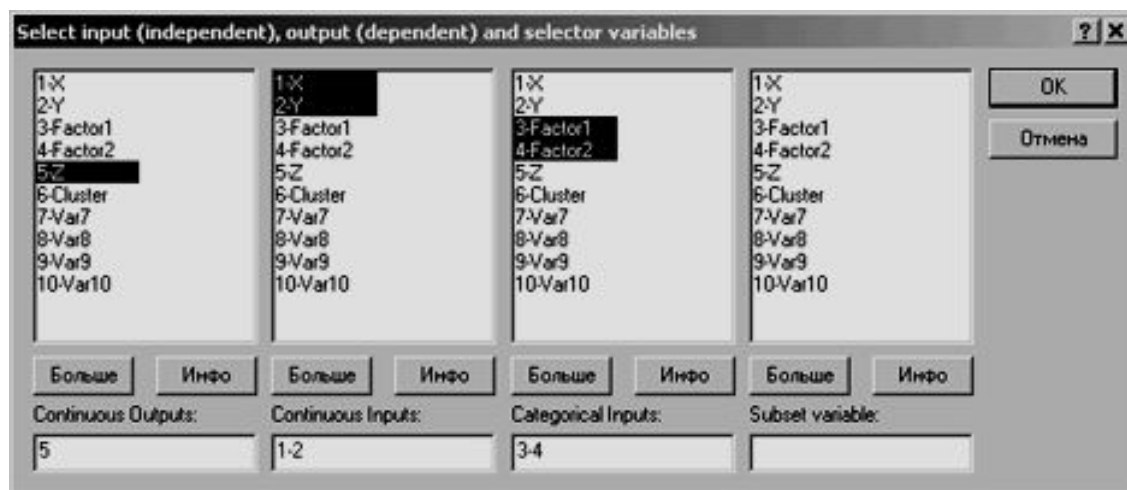 Select input (independent), output (dependent) and selector variables
? X
1-X
2-Y
3-Factor1
4-Factor2
5-Z
6-Cluster
7-Var7
8-Var8
9-Var9
10-Var10
1-X
2-Y
3-Factor1
4-Factor2
5-Z
6-Cluster
7-Var7
8-Var8
9-Var9
10-Var10
1-X
2-Y
3-Factor1
4-Factor2
5-Z
6-Cluster
7-Var7
8-Var8
9-Var9
10-Var10
1-X
2-Y
3-Factor1
4-Factor2
5-Z
6-Cluster
7-Var7
8-Var8
9-Var9
10-Var10
OK
Отмена
Больше Инфо Больше Инфо Больше Инфо Больше Инфо
Continuous Outputs: Continuous Inputs: Categorical Inputs: Subset variable:
5 1-2 3-4